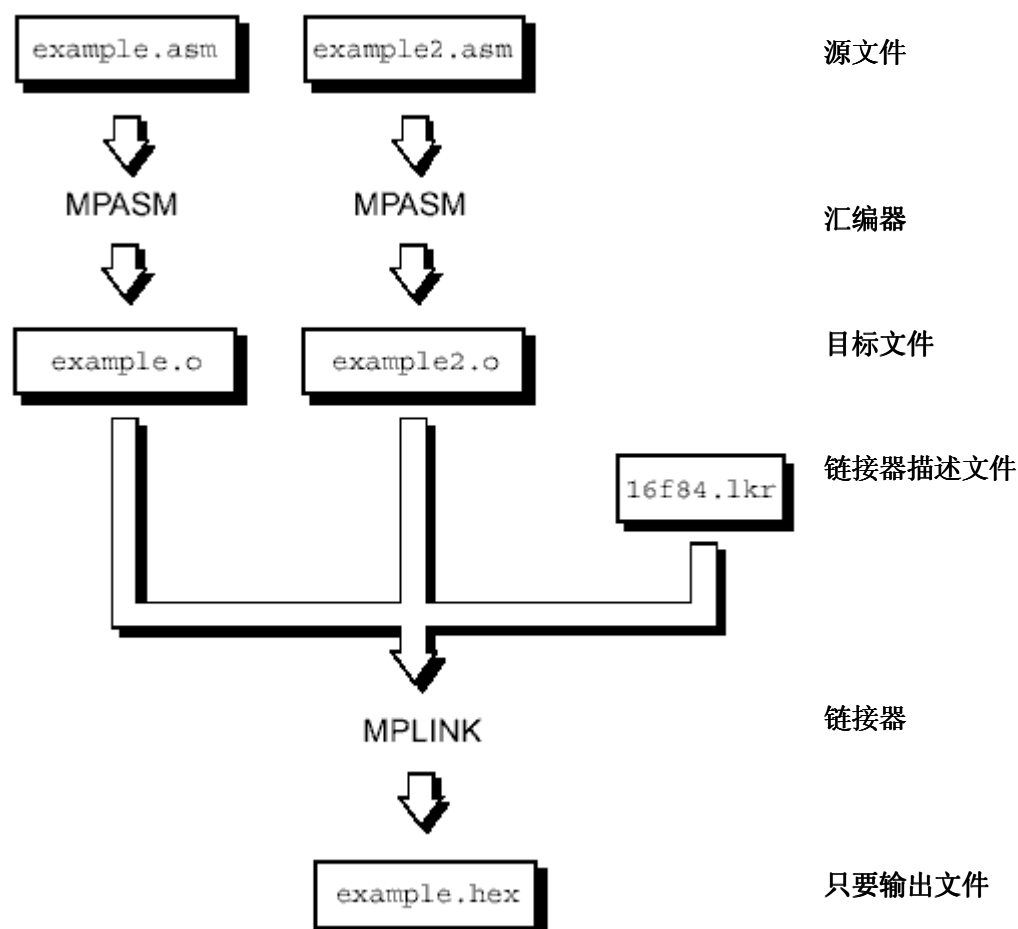 example.asm example2.asm 源文件
MPASM MPASM 汇编器
example.o example2.o 目标文件
16f84.lkr 链接器描述文件
MPLINK 链接器
example.hex 只要输出文件